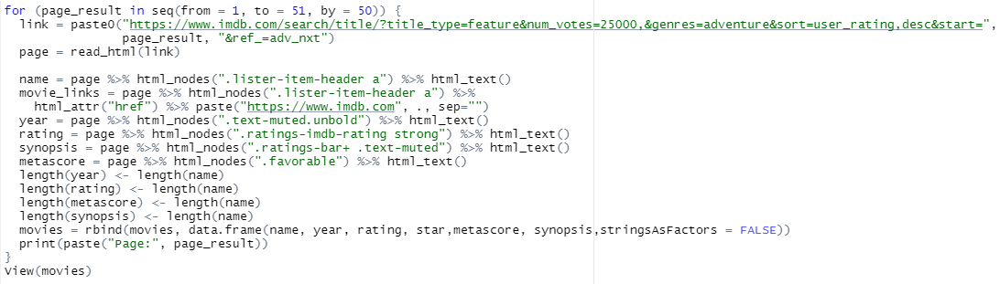 for (page_result in seq(from = 1, to = 51, by = 50)) {
  link = paste0("https://www.imdb.com/search/title/?title_type=feature&num_votes=25000,&genres=adventure&sort=user_rating,desc&start=",
                page_result, "&ref_=adv_nxt")
  page = read_html(link)

  name = page %>% html_nodes(".lister-item-header a") %>% html_text()
  movie_links = page %>% html_nodes(".lister-item-header a") %>%
    html_attr("href") %>% paste("https://www.imdb.com", ., sep="")
  year = page %>% html_nodes(".text-muted.unbold") %>% html_text()
  rating = page %>% html_nodes(".ratings-imdb-rating strong") %>% html_text()
  synopsis = page %>% html_nodes(".ratings-bar+ .text-muted") %>% html_text()
  metascore = page %>% html_nodes(".favorable") %>% html_text()
  length(year) <- length(name)
  length(rating) <- length(name)
  length(metascore) <- length(name)
  length(synopsis) <- length(name)
  movies = rbind(movies, data.frame(name, year, rating, star,metascore, synopsis,stringsAsFactors = FALSE))
  print(paste("Page:", page_result))
}
View(movies)